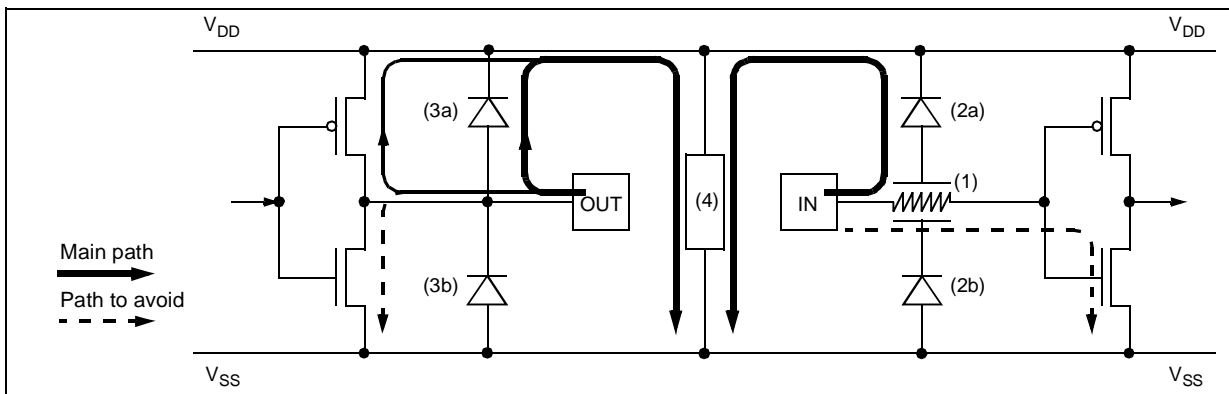 VDD VDD
(3a) (2a)
OUT (4) IN (1)
Main path
(3b) (2b)
Path to avoid
VSS VSS